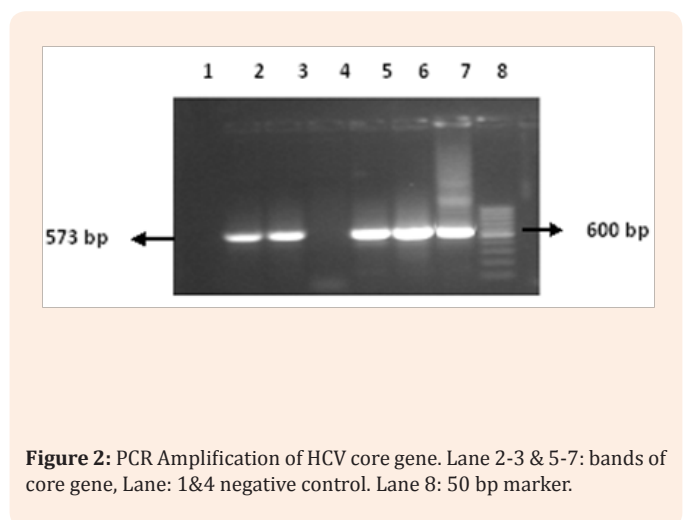 1 2 3 4 5 6 7 8
573 bp 600 bp
Figure 2: PCR Amplification of HCV core gene. Lane 2-3 & 5-7: bands of
core gene, Lane: 1&4 negative control. Lane 8: 50 bp marker.